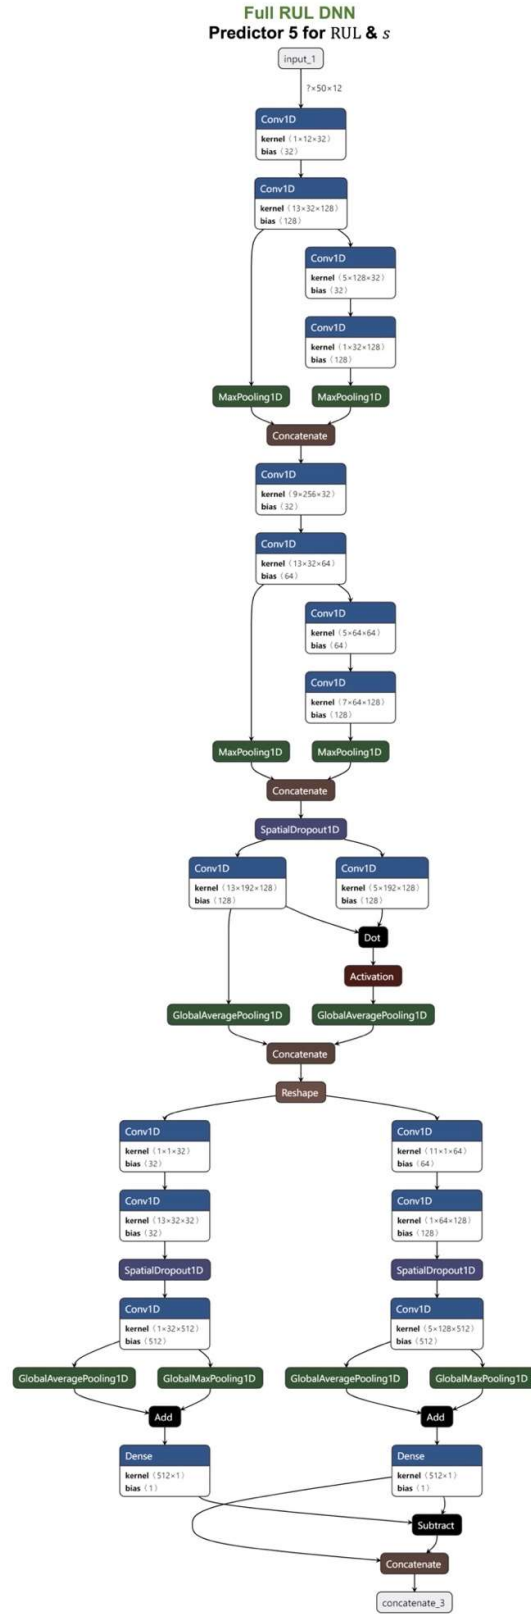 Full RUL DNN
Predictor 5 for RUL & s
input_1
?×50×12
Conv1D
kernel (1×12×32)
bias (32)
Conv1D
kernel (13×32×128)
bias (128)
Conv1D
kernel (5×128×32)
bias (32)
Conv1D
kernel (1×32×128)
bias (128)
MaxPooling1D
MaxPooling1D
Concatenate
Conv1D
kernel (9×256×32)
bias (32)
Conv1D
kernel (13×32×64)
bias (64)
Conv1D
kernel (5×64×64)
bias (64)
Conv1D
kernel (7×64×128)
bias (128)
MaxPooling1D
MaxPooling1D
Concatenate
SpatialDropout1D
Conv1D
kernel (13×192×128)
bias (128)
Conv1D
kernel (5×192×128)
bias (128)
Dot
Activation
GlobalAveragePooling1D
GlobalAveragePooling1D
Concatenate
Reshape
Conv1D
kernel (1×1×32)
bias (32)
Conv1D
kernel (11×1×64)
bias (64)
Conv1D
kernel (13×32×32)
bias (32)
Conv1D
kernel (1×64×128)
bias (128)
SpatialDropout1D
SpatialDropout1D
Conv1D
kernel (1×32×512)
bias (512)
Conv1D
kernel (5×128×512)
bias (512)
GlobalAveragePooling1D
GlobalMaxPooling1D
GlobalAveragePooling1D
GlobalMaxPooling1D
Add
Add
Dense
kernel (512×1)
bias (1)
Dense
kernel (512×1)
bias (1)
Subtract
Concatenate
concatenate_3